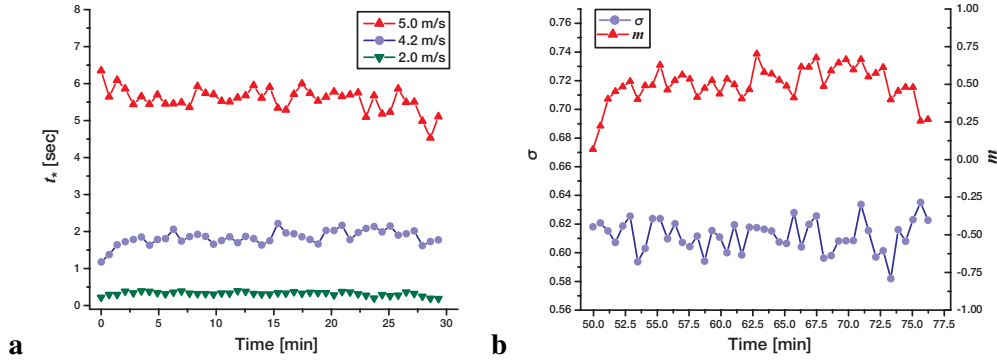 8
7
6
5
4
3
2
1
0
t⋆ [sec]
5.0 m/s
4.2 m/s
2.0 m/s
0 5 10 15 20 25 30
Time [min]
a
0.76
0.74
0.72
0.70
0.68
0.66
0.64
0.62
0.60
0.58
0.56
σ
σ
m
1.00
0.75
0.50
0.25
0.00
-0.25
-0.50
-0.75
-1.00
m
50.0 52.5 55.0 57.5 60.0 62.5 65.0 67.5 70.0 72.5 75.0 77.5
Time [min]
b